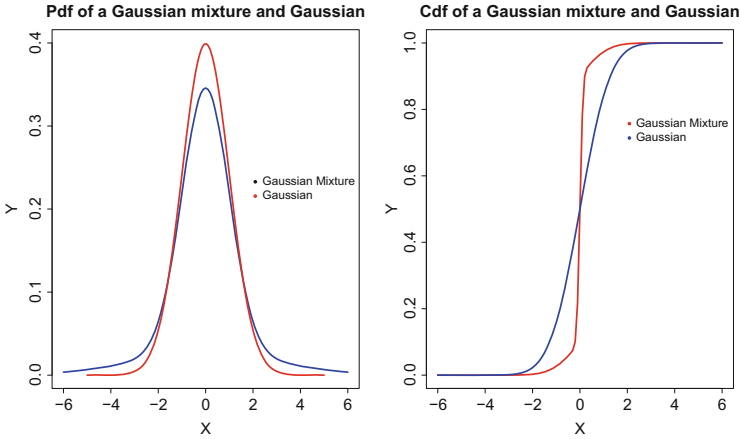 Pdf of a Gaussian mixture and Gaussian
Y
0.4
0.3
0.2
0.1
0.0
Gaussian Mixture
Gaussian
−6 −4 −2 0 2 4 6
X
Cdf of a Gaussian mixture and Gaussian
Y
1.0
0.8
0.6
0.4
0.2
0.0
Gaussian Mixture
Gaussian
−6 −4 −2 0 2 4 6
X